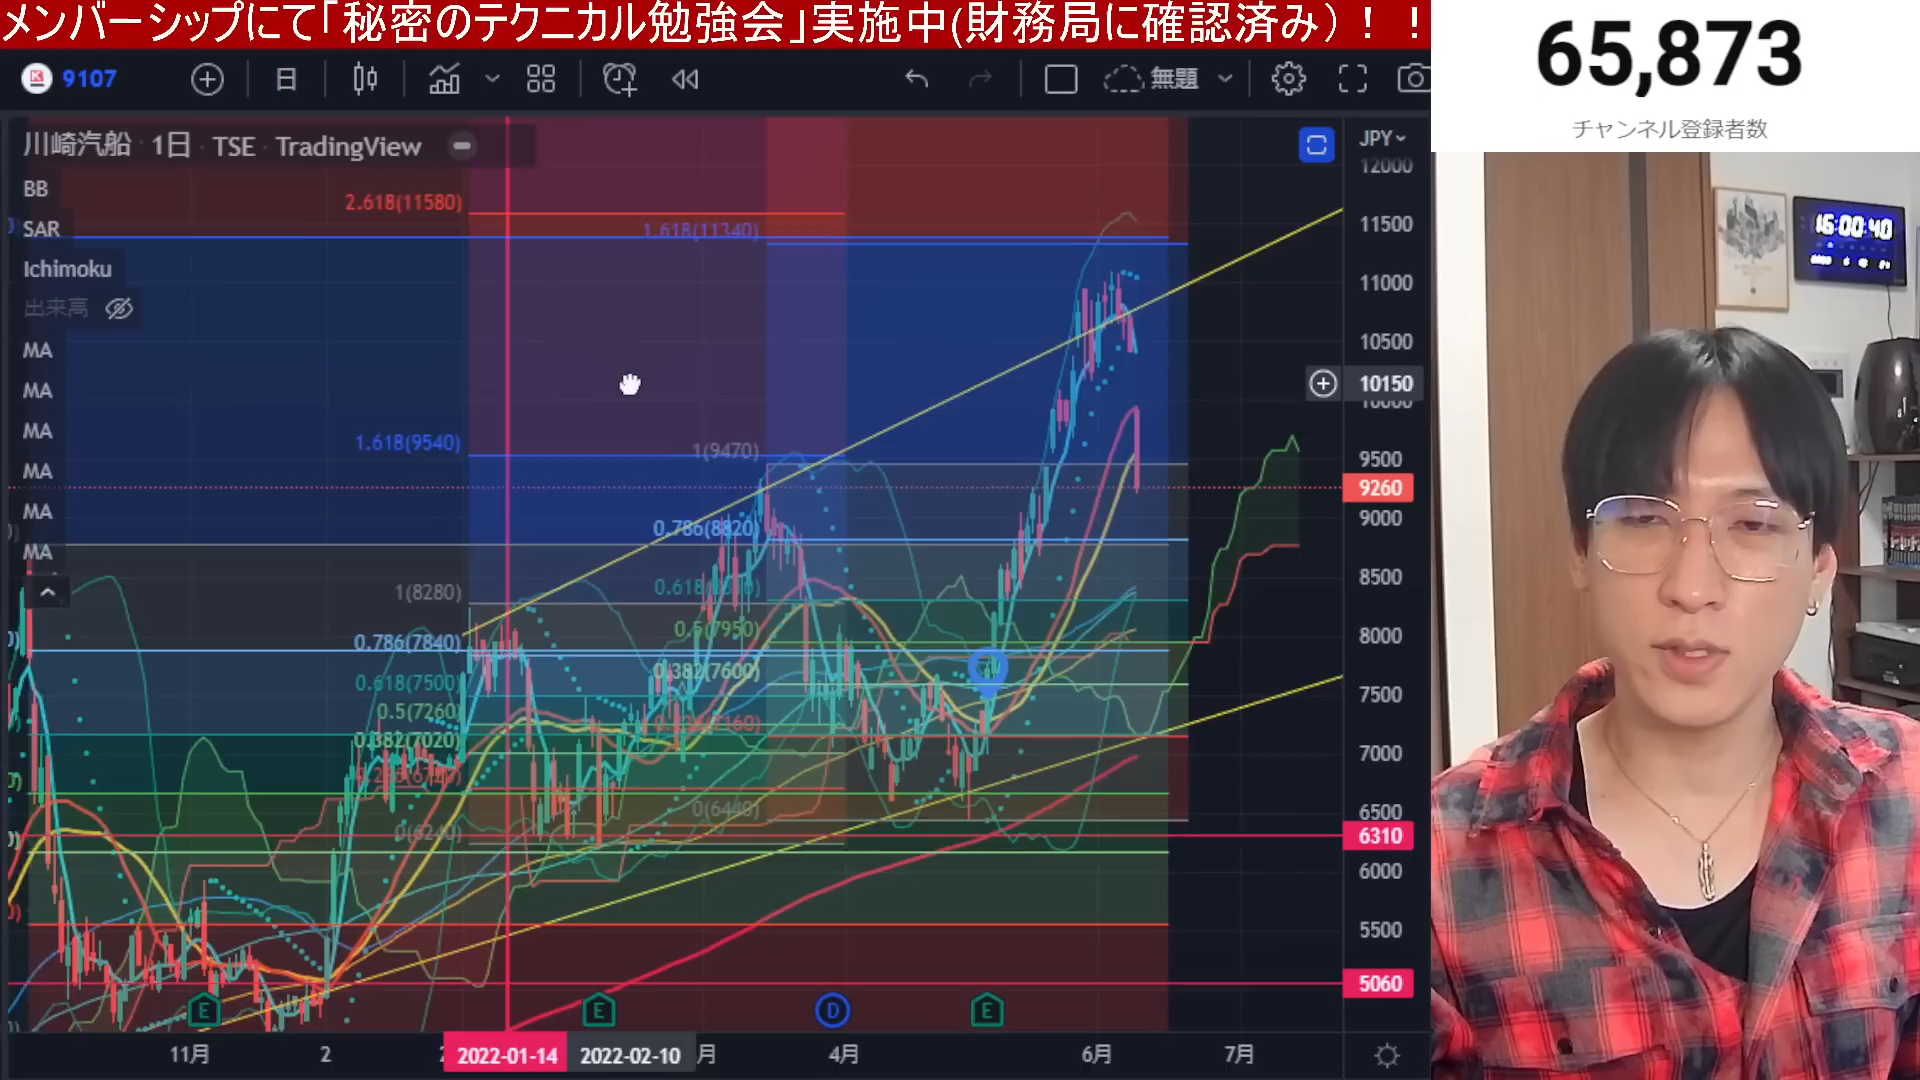 メンバーシップにて「秘密のテクニカル勉強会」実施中(財務局に確認済み)!!
65,873
チャンネル登録者数
9107
日
無題
川崎汽船・1日・TSE・TradingView
JPY
BB
SAR
Ichimoku
出来高
MA
MA
MA
MA
MA
MA
2.618(11580)
1.618(11340)
1.618(9540)
1(9470)
0.786(8820)
1(8280)
0.5(7950)
0.786(7840)
0.382(7600)
0.618(7500)
0.5(7260)
0.382(7020)
0(6440)
0(6240)
12000
11500
11000
10500
10150
9500
9260
9000
8500
8000
7500
7000
6500
6310
6000
5500
5060
16:00:40
E
E
D
E
11月
2
2022-01-14
2022-02-10
月
4月
6月
7月